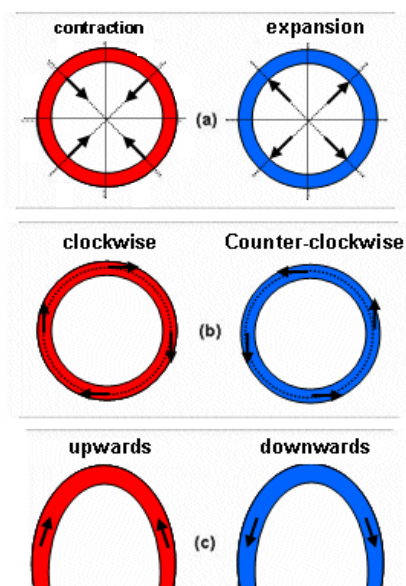 contraction expansion
(a)
clockwise Counter-clockwise
(b)
upwards downwards
(c)